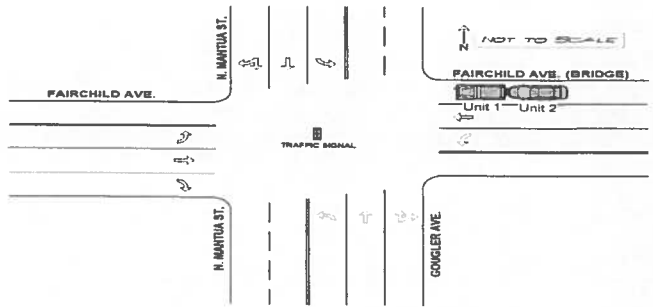 N. MANTUA ST.
N
NOT TO SCALE
FAIRCHILD AVE. (BRIDGE)
FAIRCHILD AVE.
Unit 1
Unit 2
TRAFFIC SIGNAL
N. MANTUA ST.
GOUGLER AVE.